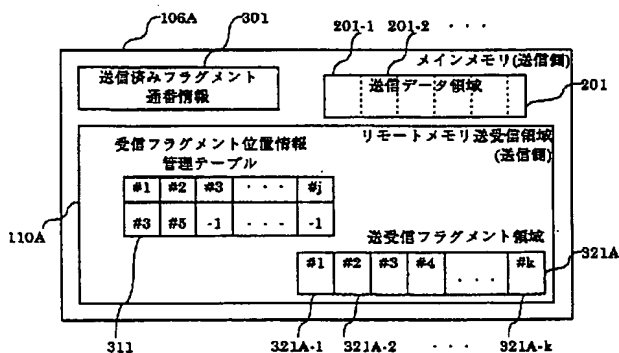 301
106A
201-1 201-2 ・・・
メインメモリ(送信側)
送信済みフラグメント
通番情報
送信データ領域
201
リモートメモリ送受信領域
(送信側)
受信フラグメント位置情報
管理テーブル
#1 #2 #3 ・・・ #j
#3 #5 -1 ・・・ -1
110A
送受信フラグメント領域
321A
#1 #2 #3 #4 ・・・ #k
311
321A-1 321A-2 ・・・ 321A-k